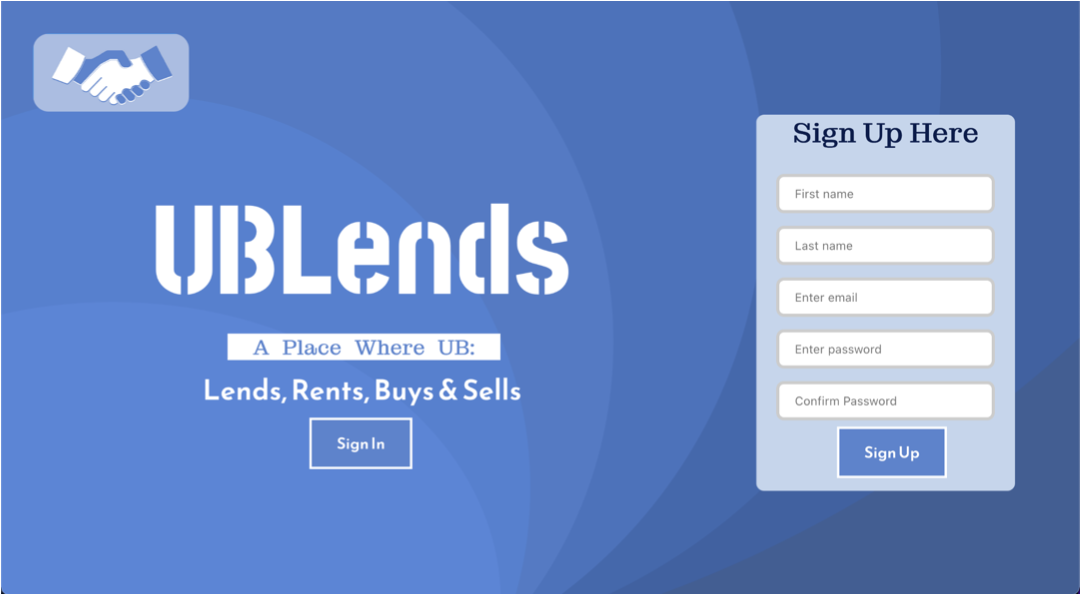 UBLends
A Place Where UB:
Lends, Rents, Buys & Sells
Sign In
Sign Up Here
First name
Last name
Enter email
Enter password
Confirm Password
Sign Up